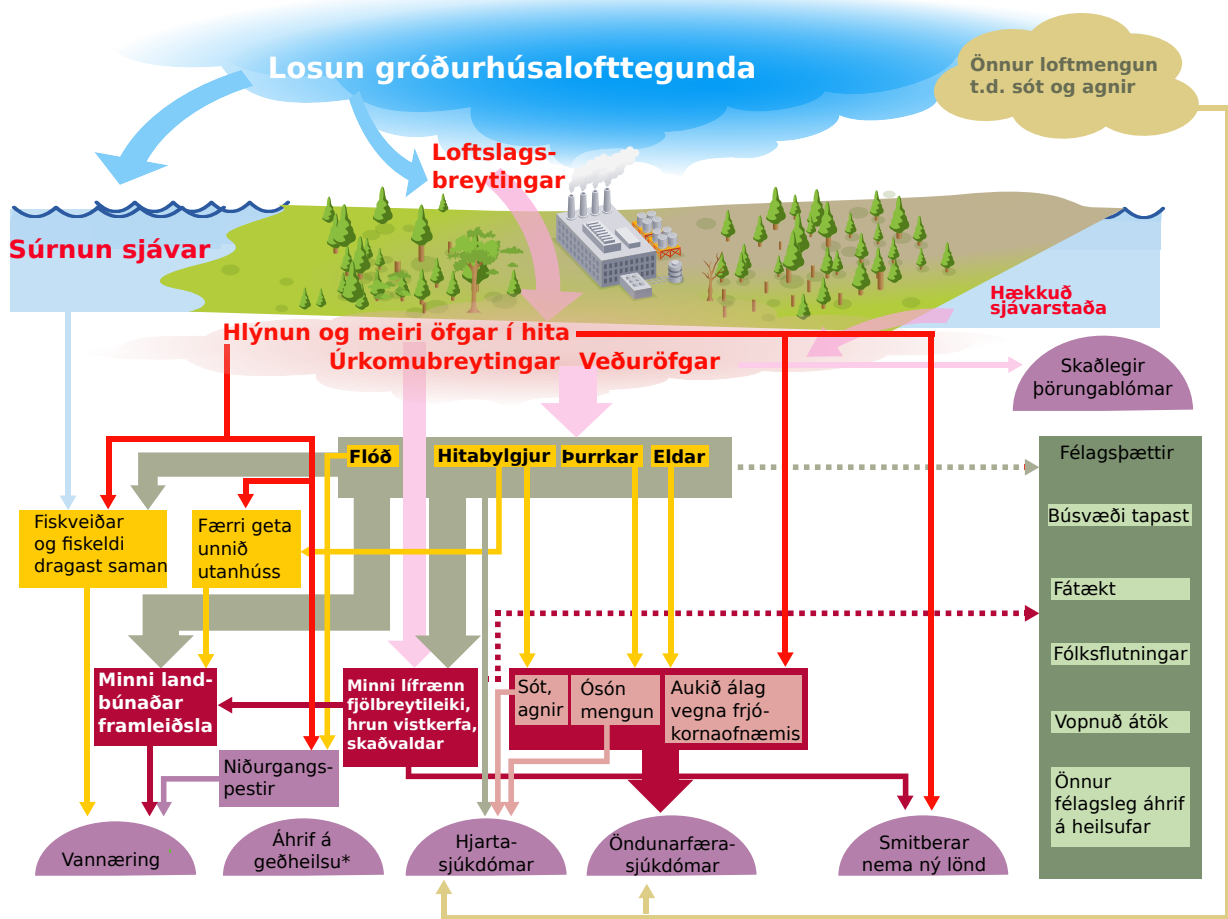 Losun gróðurhúsalofttegunda
Önnur loftmengun
t.d. sót og agnir
Loftslags-
breytingar
Súrnun sjávar
Hækkuð
sjávarstaða
Hlýnun og meiri öfgar í hita
Úrkomubreytingar Veðuröfgar
Skaðlegir
þörungablómar
Flóð
Hitabylgjur
Þurrkar
Eldar
Félagsþættir
Búsvæði tapast
Fátækt
Fólksflutningar
Vopnuð átök
Önnur
félagsleg áhrif
á heilsufar
Fiskveiðar
og fiskeldi
dragast saman
Færri geta
unnið
utanhúss
Minni land-
búnaðar
framleiðsla
Minni lífrænn
fjölbreytileiki,
hrun vistkerfa,
skaðvaldar
Sót,
agnir
Ósón
mengun
Aukið álag
vegna frjó-
kornaofnæmis
Niðurgangs-
pestir
Vannæring
Áhrif á
geðheilsu*
Hjarta-
sjúkdómar
Öndunarfæra-
sjúkdómar
Smitberar
nema ný lönd